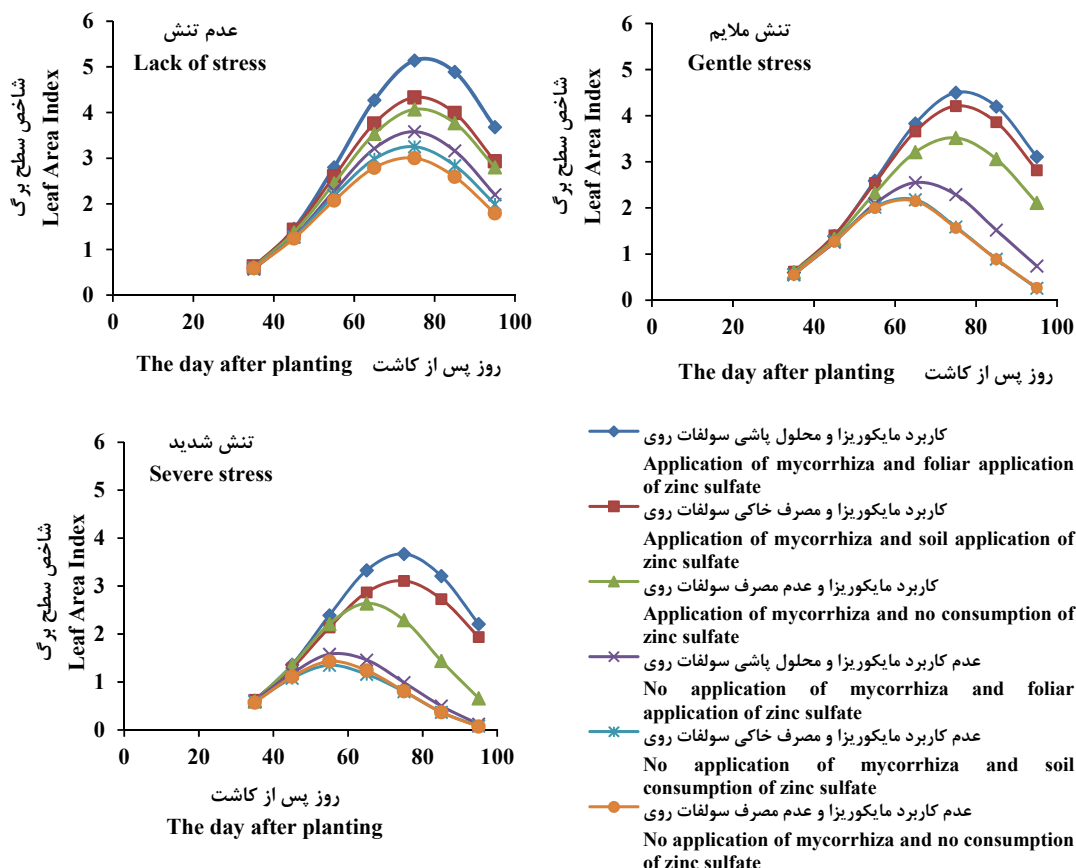 عدم تنش
Lack of stress
شاخص سطح برگ
Leaf Area Index
6
5
4
3
2
1
0
0 20 40 60 80 100
The day after planting روز پس از کاشت
تنش ملایم
Gentle stress
شاخص سطح برگ
Leaf Area Index
6
5
4
3
2
1
0
0 20 40 60 80 100
The day after planting روز پس از کاشت
تنش شدید
Severe stress
شاخص سطح برگ
Leaf Area Index
6
5
4
3
2
1
0
0 20 40 60 80 100
روز پس از کاشت
The day after planting
کاربرد مایکوریزا و محلول پاشی سولفات روی
Application of mycorrhiza and foliar application
of zinc sulfate
کاربرد مایکوریزا و مصرف خاکی سولفات روی
Application of mycorrhiza and soil application of
zinc sulfate
کاربرد مایکوریزا و عدم مصرف سولفات روی
Application of mycorrhiza and no consumption of
zinc sulfate
عدم کاربرد مایکوریزا و محلول پاشی سولفات روی
No application of mycorrhiza and foliar
application of zinc sulfate
عدم کاربرد مایکوریزا و مصرف خاکی سولفات روی
No application of mycorrhiza and soil
consumption of zinc sulfate
عدم کاربرد مایکوریزا و عدم مصرف سولفات روی
No application of mycorrhiza and no consumption
of zinc sulfate